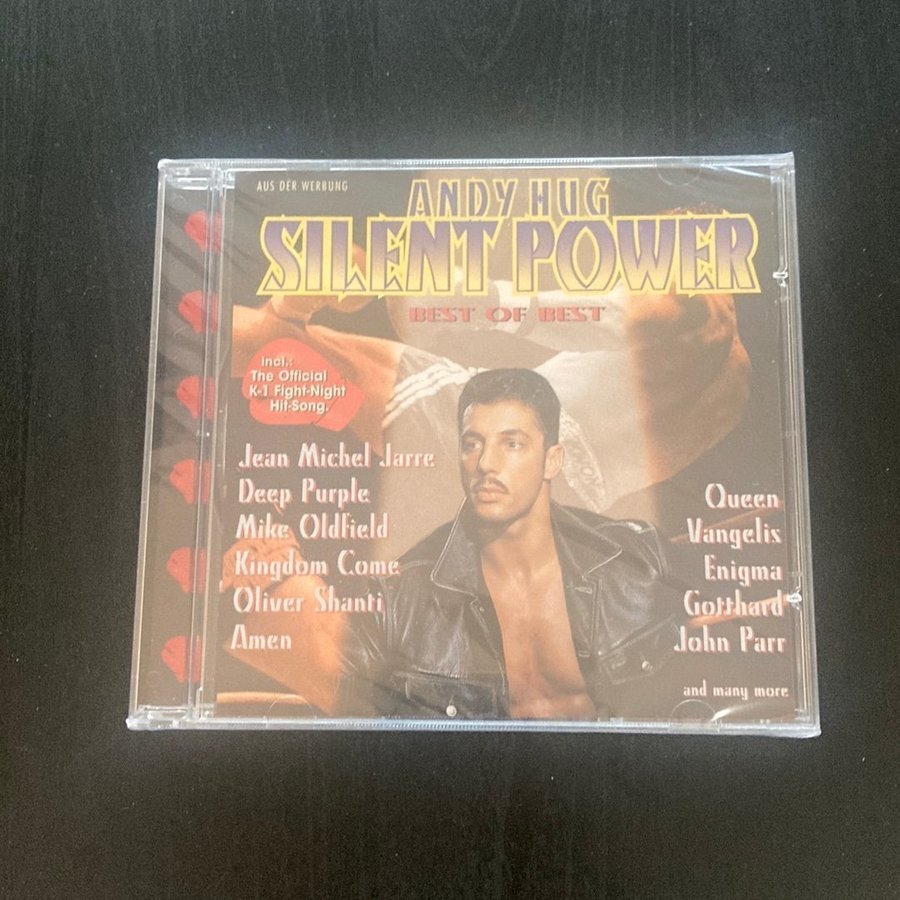 AUS DER WERBUNG
ANDY HUG
SILENT POWER
BEST OF BEST
incl.:
The Official
K-1 Fight-Night
Hit-Song.
Jean Michel Jarre
Deep Purple
Mike Oldfield
Kingdom Come
Oliver Shanti
Amen
Queen
Vangelis
Enigma
Gotthard
John Parr
and many more